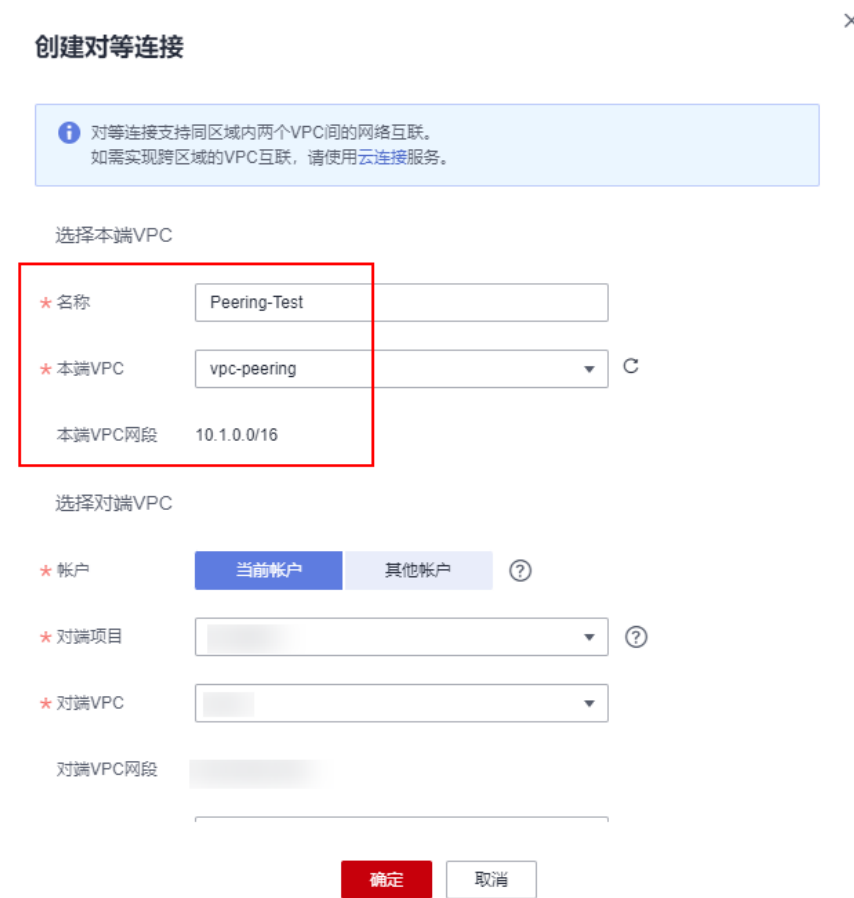 创建对等连接
对等连接支持同区域内两个VPC间的网络互联。
如需实现跨区域的VPC互联，请使用云连接服务。
选择本端VPC
★ 名称 Peering-Test
★ 本端VPC vpc-peering
本端VPC网段 10.1.0.0/16
选择对端VPC
★ 帐户 当前帐户 其他帐户
★ 对端项目
★ 对端VPC
对端VPC网段
确定 取消